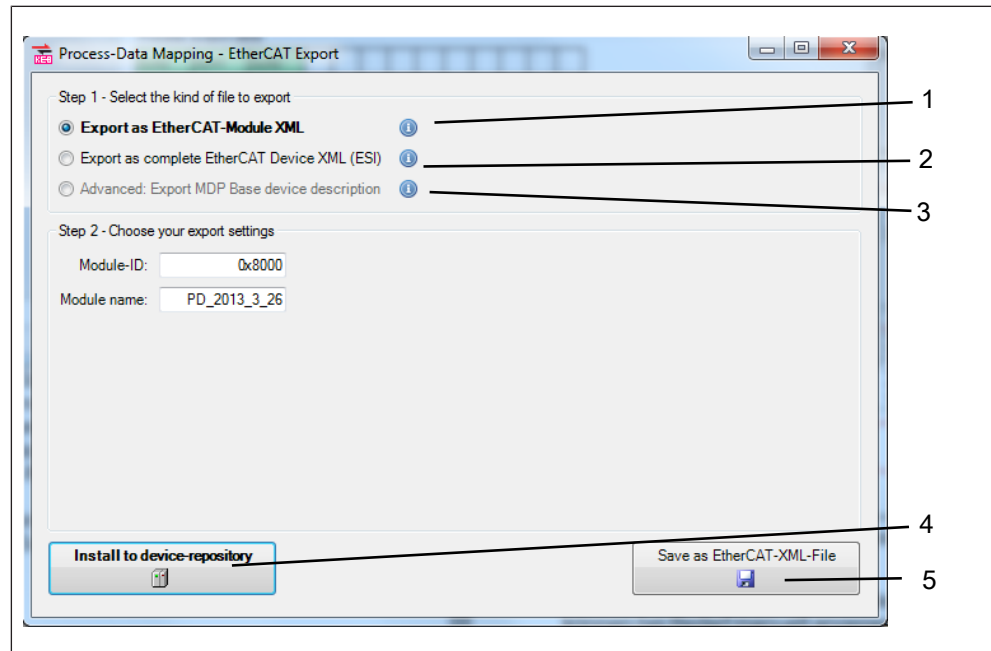 KEB Process-Data Mapping - EtherCAT Export
Step 1 - Select the kind of file to export
1
Export as EtherCAT-Module XML
Export as complete EtherCAT Device XML (ESI)
2
Advanced: Export MDP Base device description
3
Step 2 - Choose your export settings
Module-ID: 0x8000
Module name: PD_2013_3_26
4
Install to device-repository
Save as EtherCAT-XML-File
5